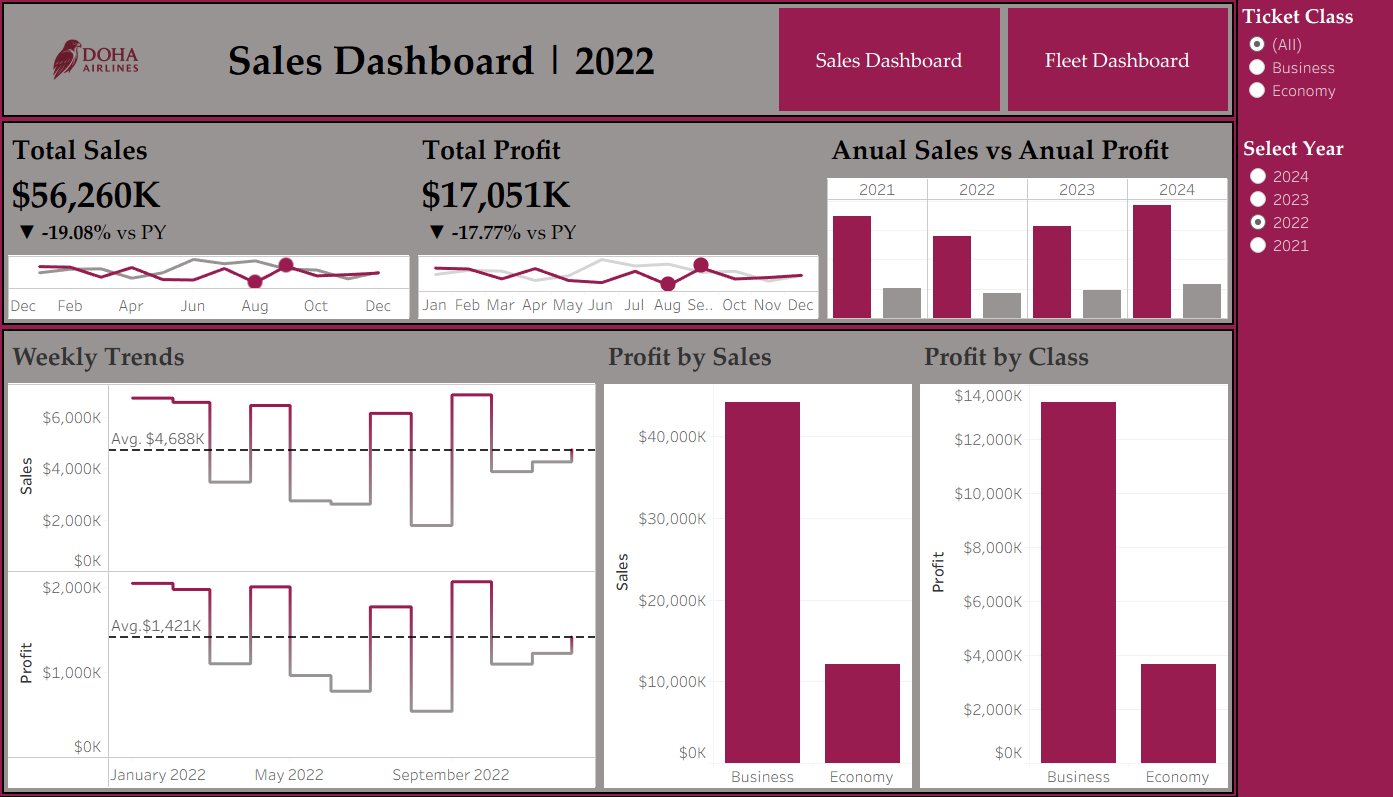 DOHA
AIRLINES
Sales Dashboard | 2022
Sales Dashboard
Fleet Dashboard
Ticket Class
(All)
Business
Economy
Select Year
2024
2023
2022
2021
Total Sales
$56,260K
▼ -19.08% vs PY
Dec Feb Apr Jun Aug Oct Dec
Total Profit
$17,051K
▼ -17.77% vs PY
Jan Feb Mar Apr May Jun Jul Aug Se.. Oct Nov Dec
Anual Sales vs Anual Profit
2021 2022 2023 2024
Weekly Trends
Sales
$6,000K
Avg. $4,688K
$4,000K
$2,000K
$0K
Profit
$2,000K
Avg.$1,421K
$1,000K
$0K
January 2022 May 2022 September 2022
Profit by Sales
Sales
$40,000K
$30,000K
$20,000K
$10,000K
$0K
Business Economy
Profit by Class
Profit
$14,000K
$12,000K
$10,000K
$8,000K
$6,000K
$4,000K
$2,000K
$0K
Business Economy